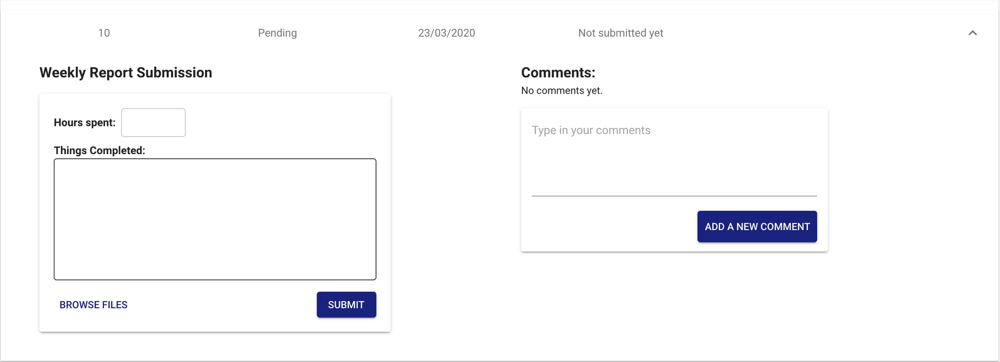 10 Pending 23/03/2020 Not submitted yet
Weekly Report Submission
Hours spent:
Things Completed:
BROWSE FILES SUBMIT
Comments:
No comments yet.
Type in your comments
ADD A NEW COMMENT